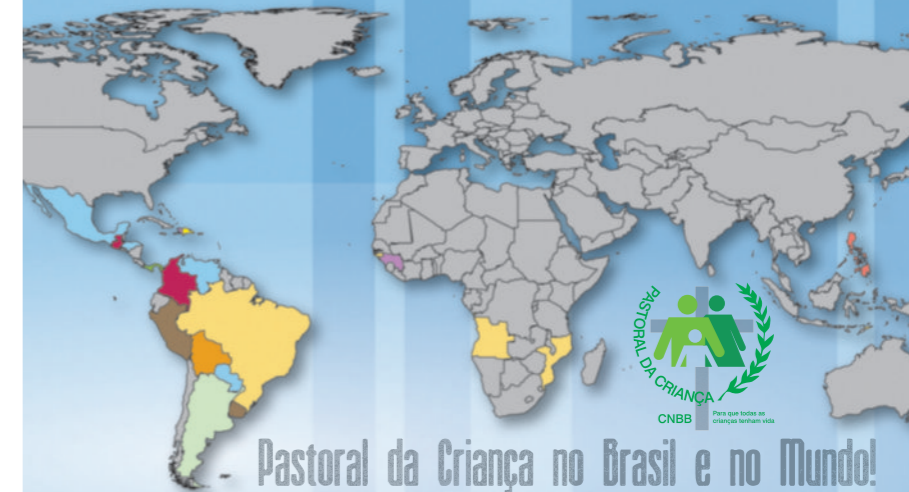 PASTORAL DA CRIANÇA
CNBB
Para que todas as
crianças tenham vida
Pastoral da Criança no Brasil e no Mundo!